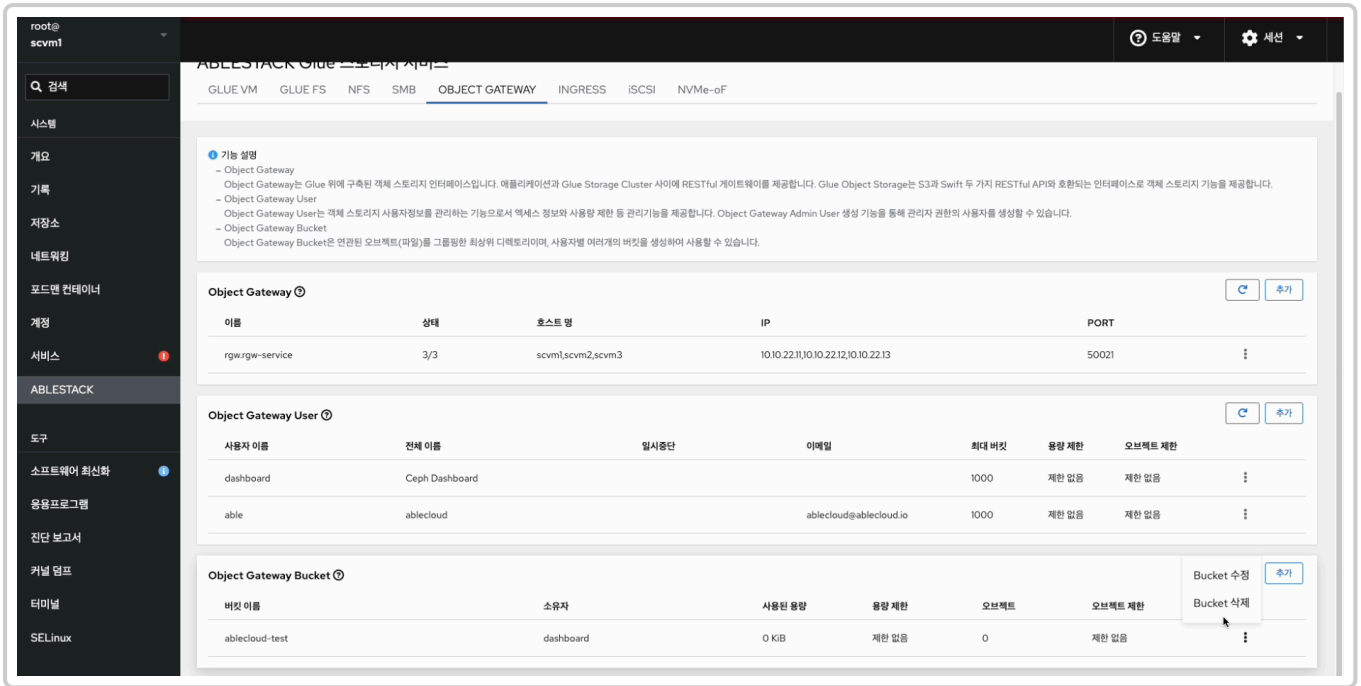 root@
scvm1
도움말
세션
ABLESTACK Glue 스토리지 서비스
검색
GLUE VM GLUE FS NFS SMB OBJECT GATEWAY INGRESS iSCSI NVMe-oF
시스템
개요
기록
저장소
네트워킹
포드맨 컨테이너
계정
서비스
ABLESTACK
도구
소프트웨어 최신화
응용프로그램
진단 보고서
커널 덤프
터미널
SELinux
기능 설명
– Object Gateway
Object Gateway는 Glue 위에 구축된 객체 스토리지 인터페이스입니다. 애플리케이션과 Glue Storage Cluster 사이에 RESTful 게이트웨이를 제공합니다. Glue Object Storage는 S3과 Swift 두 가지 RESTful API와 호환되는 인터페이스로 객체 스토리지 기능을 제공합니다.
– Object Gateway User
Object Gateway User는 객체 스토리지 사용자정보를 관리하는 기능으로서 엑세스 정보와 사용량 제한 등 관리기능을 제공합니다. Object Gateway Admin User 생성 기능을 통해 관리자 권한의 사용자를 생성할 수 있습니다.
– Object Gateway Bucket
Object Gateway Bucket은 연관된 오브젝트(파일)를 그룹핑한 최상위 디렉토리이며, 사용자별 여러개의 버킷을 생성하여 사용할 수 있습니다.
Object Gateway 추가
이름 상태 호스트 명 IP PORT
rgw.rgw-service 3/3 scvm1,scvm2,scvm3 10.10.22.11,10.10.22.12,10.10.22.13 50021
Object Gateway User 추가
사용자 이름 전체 이름 일시중단 이메일 최대 버킷 용량 제한 오브젝트 제한
dashboard Ceph Dashboard 1000 제한 없음 제한 없음
able ablecloud ablecloud@ablecloud.io 1000 제한 없음 제한 없음
Object Gateway Bucket Bucket 수정 추가
Bucket 삭제
버킷 이름 소유자 사용된 용량 용량 제한 오브젝트 오브젝트 제한
ablecloud-test dashboard 0 KiB 제한 없음 0 제한 없음